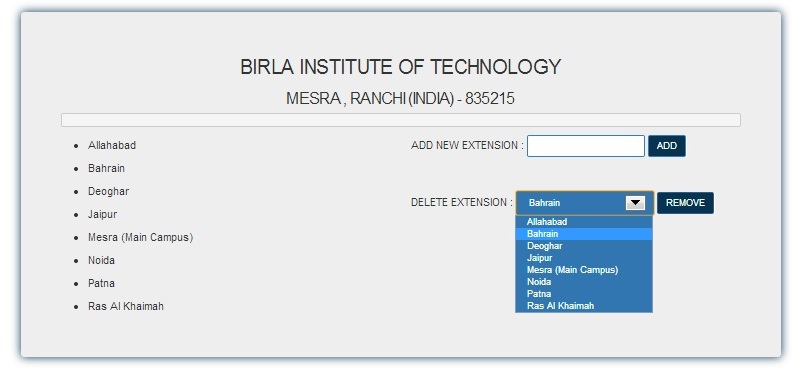 BIRLA INSTITUTE OF TECHNOLOGY
MESRA , RANCHI (INDIA) - 835215
• Allahabad
• Bahrain
• Deoghar
• Jaipur
• Mesra (Main Campus)
• Noida
• Patna
• Ras Al Khaimah
ADD NEW EXTENSION : ADD
DELETE EXTENSION : Bahrain REMOVE
Allahabad
Bahrain
Deoghar
Jaipur
Mesra (Main Campus)
Noida
Patna
Ras Al Khaimah